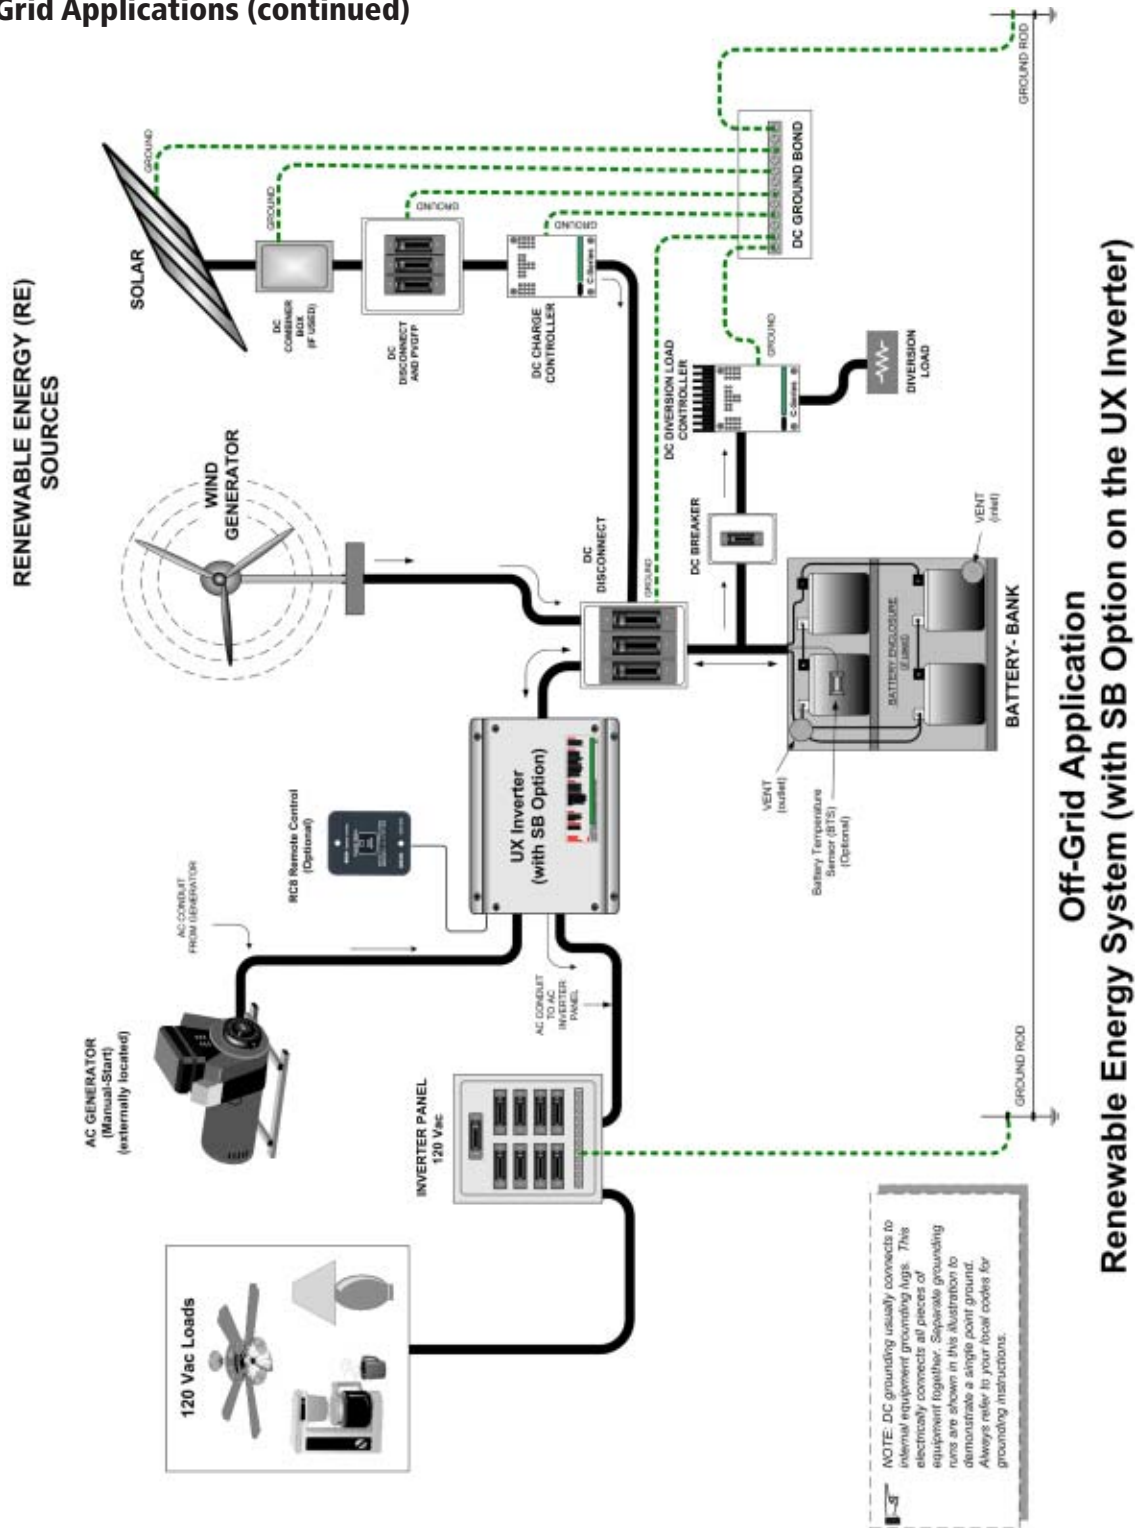 Grid Applications (continued)
RENEWABLE ENERGY (RE)
SOURCES
SOLAR
GROUND
DC
COMBINER
BOX
(IF USED)
GROUND
DC
DISCONNECT
AND PVGFP
GROUND
DC CHARGE
CONTROLLER
GROUND
C-Series
WIND
GENERATOR
DC
DISCONNECT
GROUND
DC GROUND BOND
GROUND ROD
DC DIVERSION LOAD
CONTROLLER
GROUND
C-Series
DIVERSION
LOAD
DC BREAKER
VENT
(inlet)
BATTERY ENCLOSURE
(if used)
BATTERY- BANK
VENT
(outlet)
Battery Temperature
Sensor (BTS)
(Optional)
UX Inverter
(with SB Option)
RC8 Remote Control
(Optional)
AC CONDUIT
FROM GENERATOR
AC GENERATOR
(Manual-Start)
(externally located)
AC CONDUIT
TO AC
INVERTER
PANEL
INVERTER PANEL
120 Vac
GROUND ROD
120 Vac Loads
NOTE: DC grounding usually connects to
internal equipment grounding lugs. This
electrically connects all pieces of
equipment together. Separate grounding
runs are shown in this illustration to
demonstrate a single point ground.
Always refer to your local codes for
grounding instructions.
Off-Grid Application
Renewable Energy System (with SB Option on the UX Inverter)